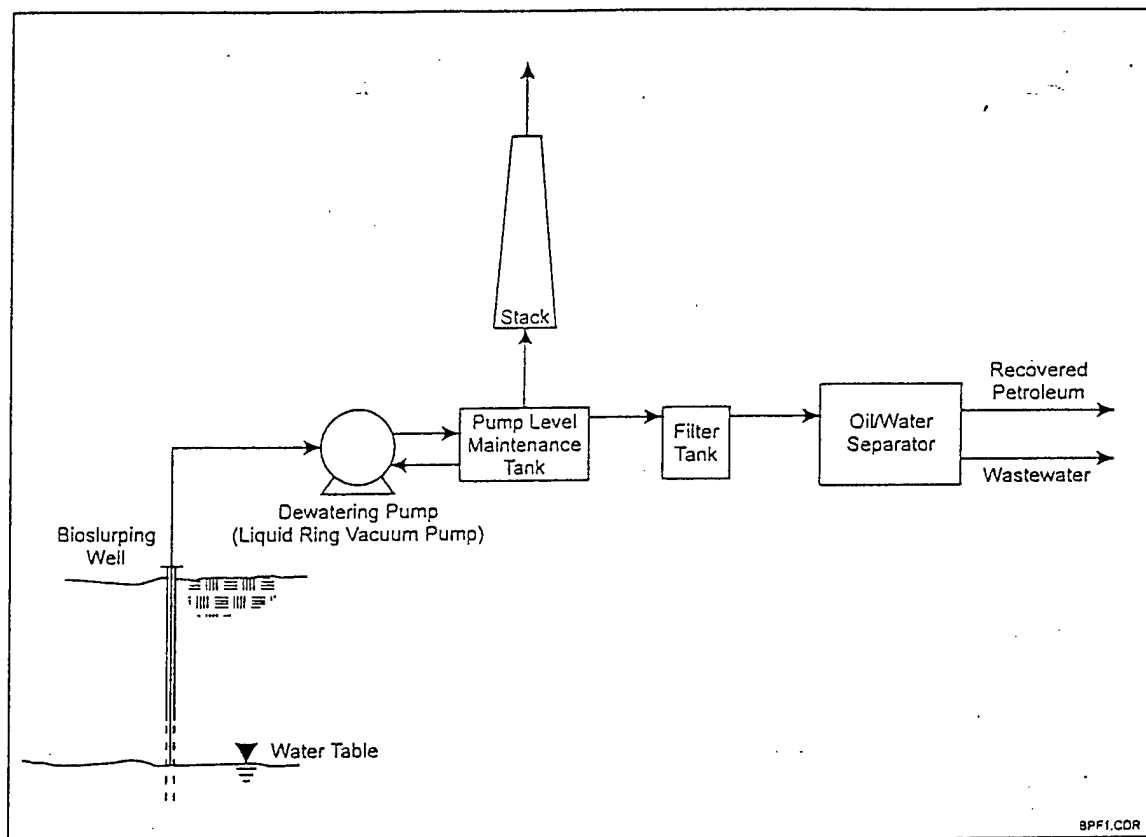 Stack
Recovered
Petroleum
Pump Level
Maintenance
Tank
Filter
Tank
Oil/Water
Separator
Wastewater
Dewatering Pump
(Liquid Ring Vacuum Pump)
Bioslurping
Well
Water Table
BPF1.CDR